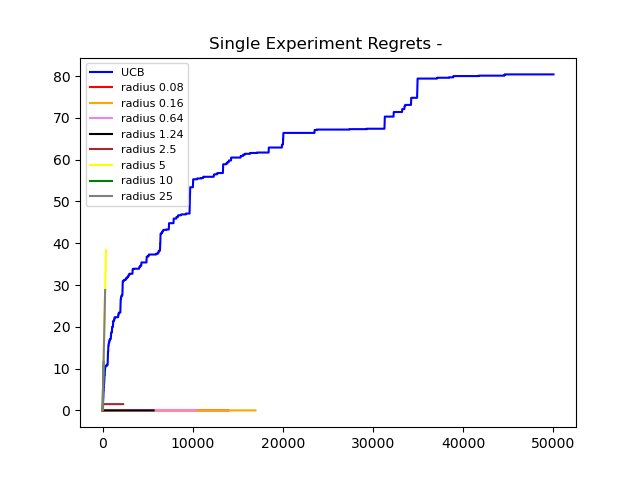 Single Experiment Regrets -
UCB
radius 0.08
radius 0.16
radius 0.64
radius 1.24
radius 2.5
radius 5
radius 10
radius 25
80
70
60
50
40
30
20
10
0
0 10000 20000 30000 40000 50000